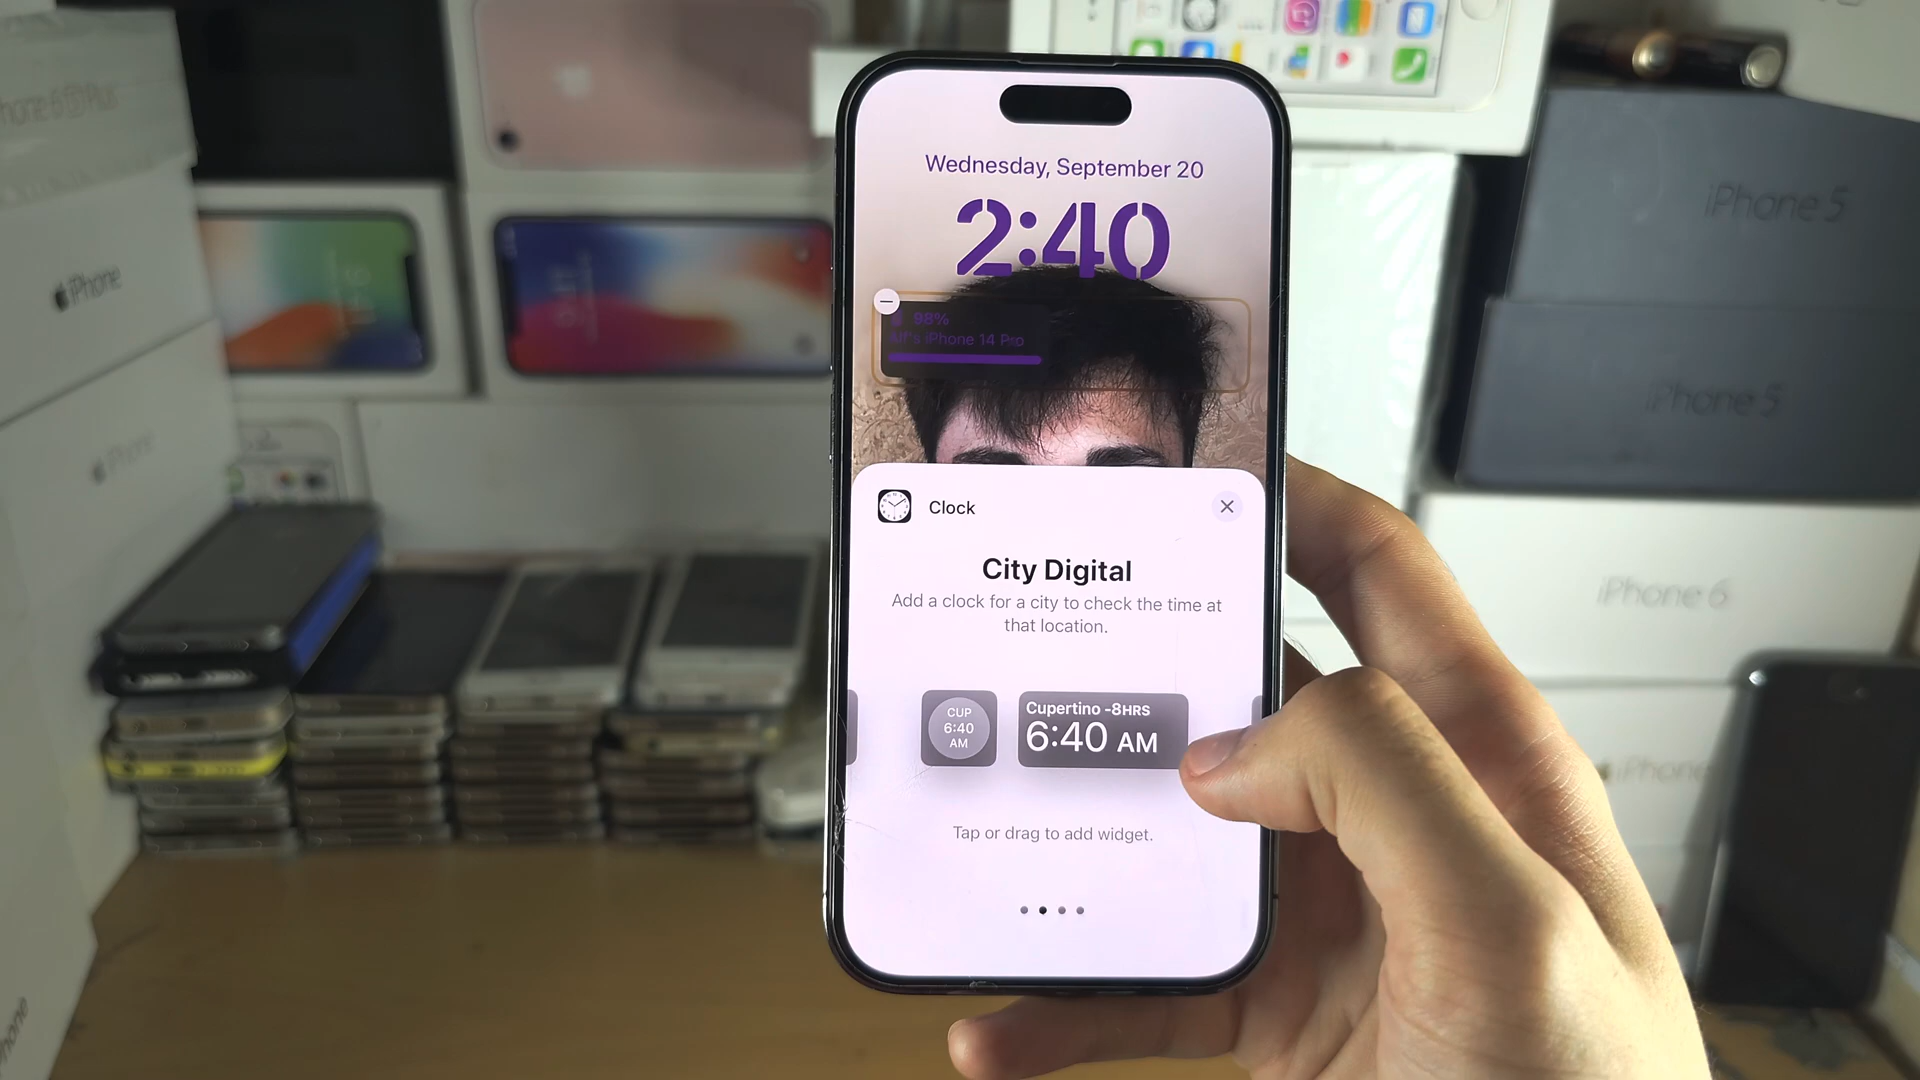 Wednesday, September 20
2:40
98%
iPhone 14 Pro
Clock
City Digital
Add a clock for a city to check the time at
that location.
CUP
6:40
AM
Cupertino -8HRS
6:40 AM
Tap or drag to add widget.
iPhone
iPhone
iPhone 5
iPhone 5
iPhone 6
iPhone